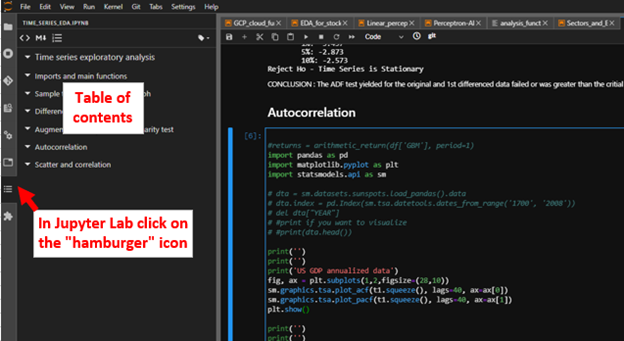 File Edit View Run Kernel Git Tabs Settings Help
TIME_SERIES_EDA.IPYNB
Time series exploratory analysis
Imports and main functions
Sample
ph
Augmen
arity test
Autocorrelation
Scatter and correlation
Table of
contents
In Jupyter Lab click on
the "hamburger" icon
GCP_cloud_fu
EDA_for_stock
Linear_percep
Perceptron-AI
analysis_funct
Sectors_and_E
Code
git
5%: -2.873
10%: -2.573
Reject Ho - Time Series is Stationary
CONCLUSION : The ADF test yielded for the original and 1st differenced data failed or was greater than the critial
Autocorrelation
[6]:
#returns = arithmetic_return(df['GBM'], period=1)
import pandas as pd
import matplotlib.pyplot as plt
import statsmodels.api as sm
# dta = sm.datasets.sunspots.load_pandas().data
# dta.index = pd.Index(sm.tsa.datetools.dates_from_range('1700', '2008'))
# del dta["YEAR"]
# #print if you want to visualize
# #print(dta.head())
print('')
print('')
print('US GDP annualized data')
fig, ax = plt.subplots(1,2,figsize=(28,10))
sm.graphics.tsa.plot_acf(t1.squeeze(), lags=40, ax=ax[0])
sm.graphics.tsa.plot_pacf(t1.squeeze(), lags=40, ax=ax[1])
plt.show()
print('')
print('')